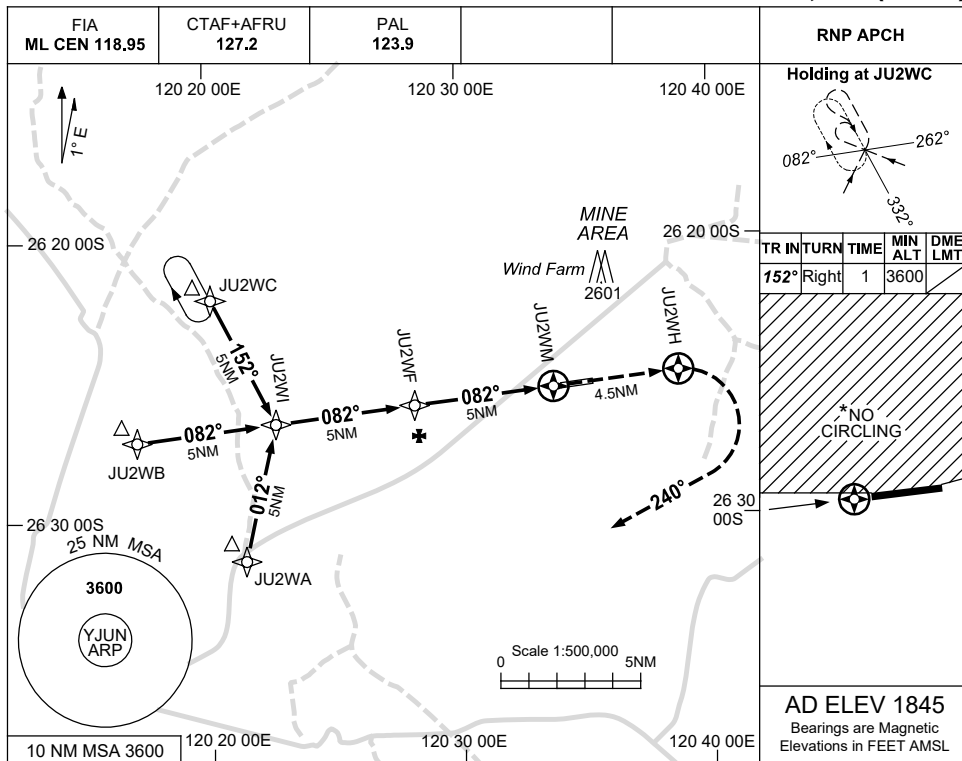 FIA
ML CEN 118.95
CTAF+AFRU
127.2
PAL
123.9
RNP APCH
120 20 00E
120 30 00E
120 40 00E
1° E
Holding at JU2WC
082°
262°
332°
TR IN TURN TIME MIN ALT DME LMT
152° Right 1 3600
26 20 00S
26 20 00S
MINE
AREA
Wind Farm
2601
JU2WC
152°
5NM
JU2WI
JU2WF
JU2WM
JU2WH
082°
5NM
082°
5NM
082°
5NM
4.5NM
JU2WB
012°
5NM
JU2WA
240°
*NO
CIRCLING
26 30
00S
26 30 00S
25 NM MSA
3600
YJUN
ARP
Scale 1:500,000
0 5NM
10 NM MSA 3600
120 20 00E
120 30 00E
120 40 00E
AD ELEV 1845
Bearings are Magnetic
Elevations in FEET AMSL